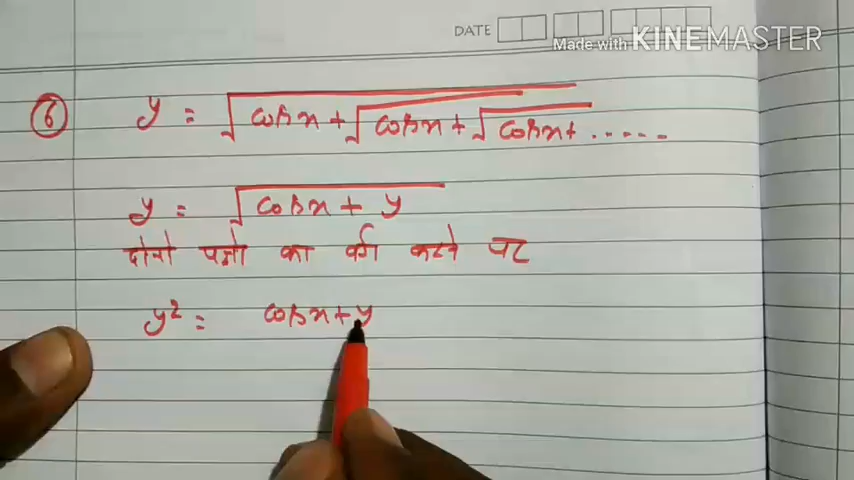 DATE
Made with KINEMASTER
⑥ y = √(cosx + √(cosx + √(cosx + ......
y = √(cosx + y)
दोनो पक्षो का वर्ग करने पर
y² = cosx + y